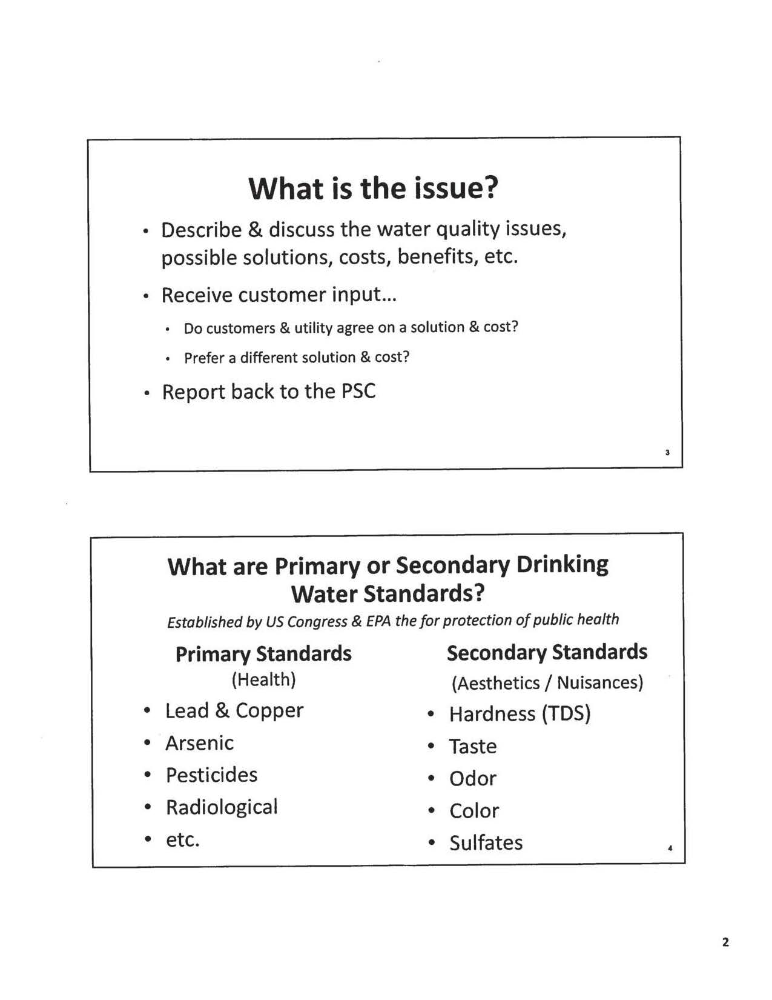 What is the issue?
• Describe & discuss the water quality issues,
possible solutions, costs, benefits, etc.
• Receive customer input...
• Do customers & utility agree on a solution & cost?
• Prefer a different solution & cost?
• Report back to the PSC
3
What are Primary or Secondary Drinking
Water Standards?
Established by US Congress & EPA the for protection of public health
Primary Standards
(Health)
• Lead & Copper
• Arsenic
• Pesticides
• Radiological
• etc.
Secondary Standards
(Aesthetics / Nuisances)
• Hardness (TDS)
• Taste
• Odor
• Color
• Sulfates
4
2